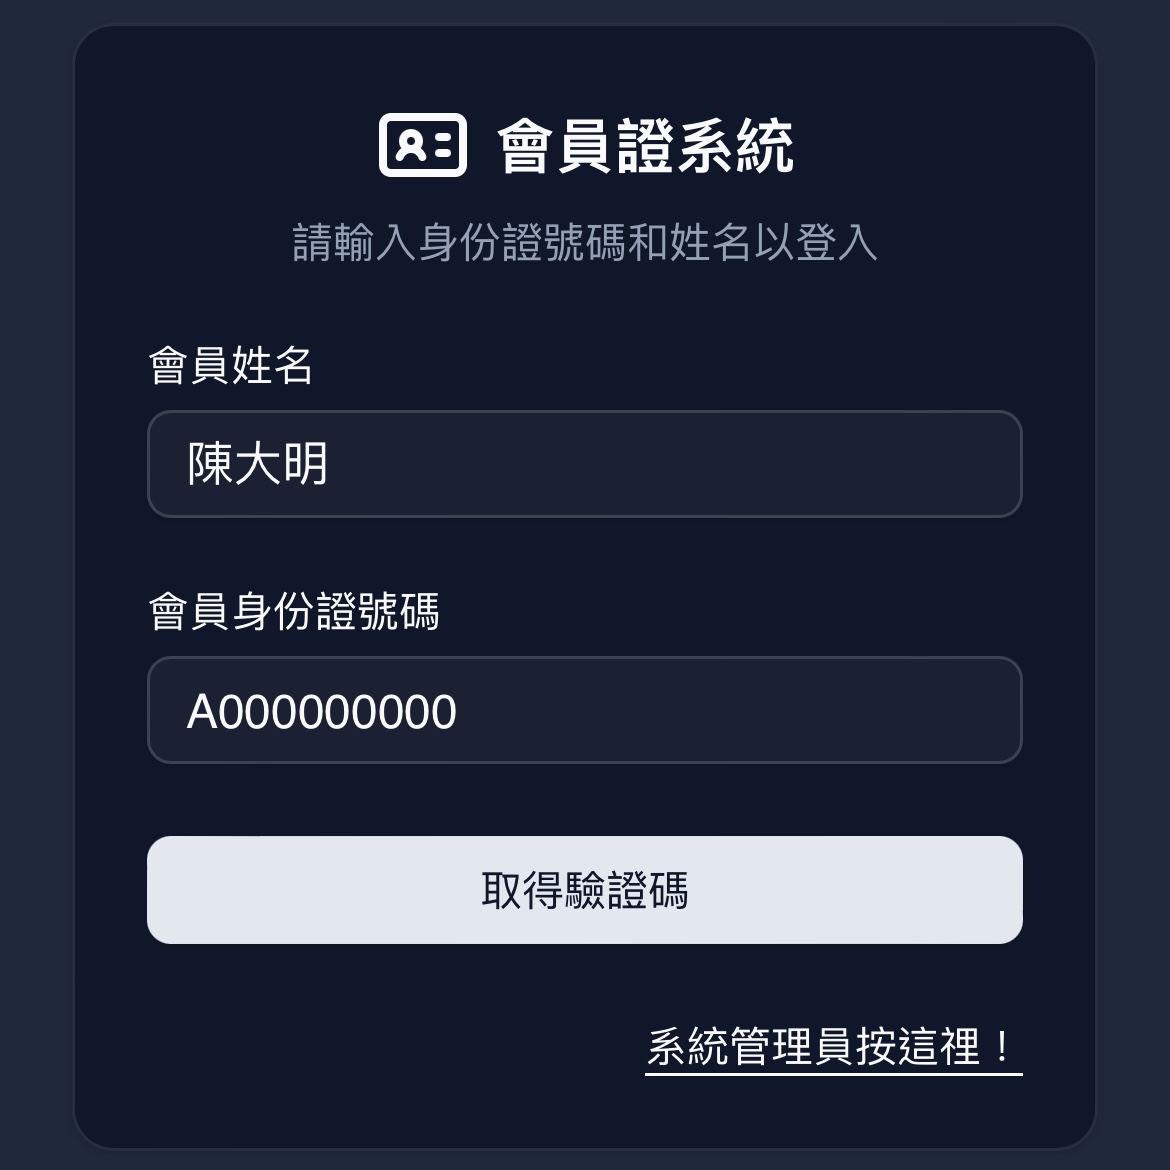 會員證系統
請輸入身份證號碼和姓名以登入
會員姓名
陳大明
會員身份證號碼
A000000000
取得驗證碼
系統管理員按這裡！